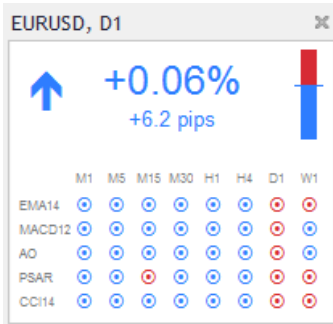 EURUSD, D1
+0.06%
+6.2 pips
M1 M5 M15 M30 H1 H4 D1 W1
EMA14
MACD12
AO
PSAR
CCI14